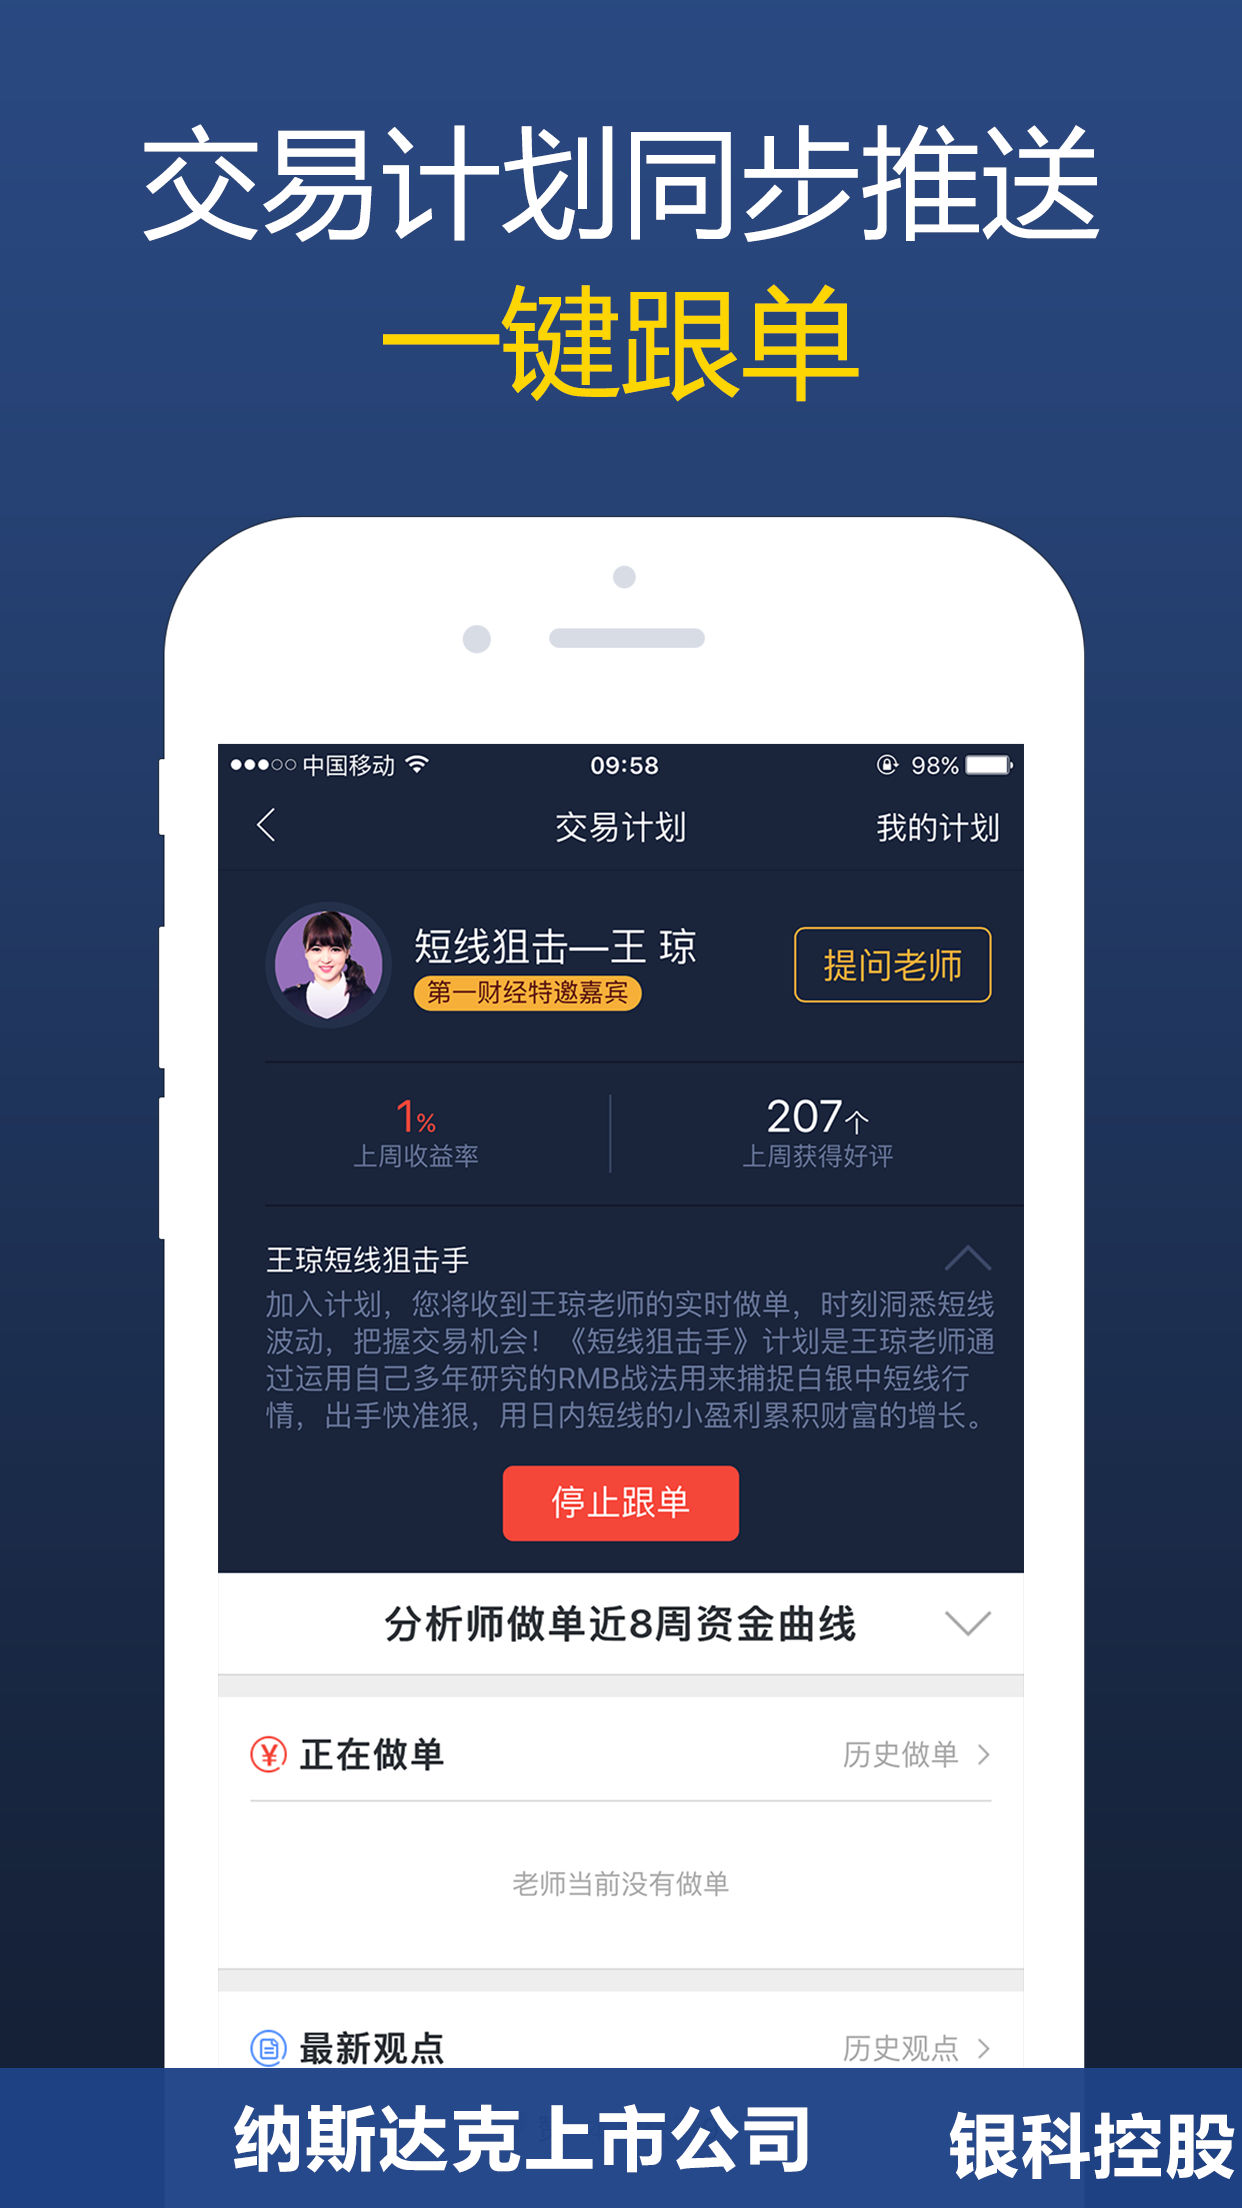 交易计划同步推送
一键跟单
中国移动 09:58 98%
交易计划 我的计划
短线狙击—王 琼
第一财经特邀嘉宾
提问老师
1% 207个
上周收益率 上周获得好评
王琼短线狙击手
加入计划，您将收到王琼老师的实时做单，时刻洞悉短线
波动，把握交易机会！《短线狙击手》计划是王琼老师通
过运用自己多年研究的RMB战法用来捕捉白银中短线行
情，出手快准狠，用日内短线的小盈利累积财富的增长。
停止跟单
分析师做单近8周资金曲线
正在做单 历史做单
老师当前没有做单
最新观点 历史观点
纳斯达克上市公司 银科控股